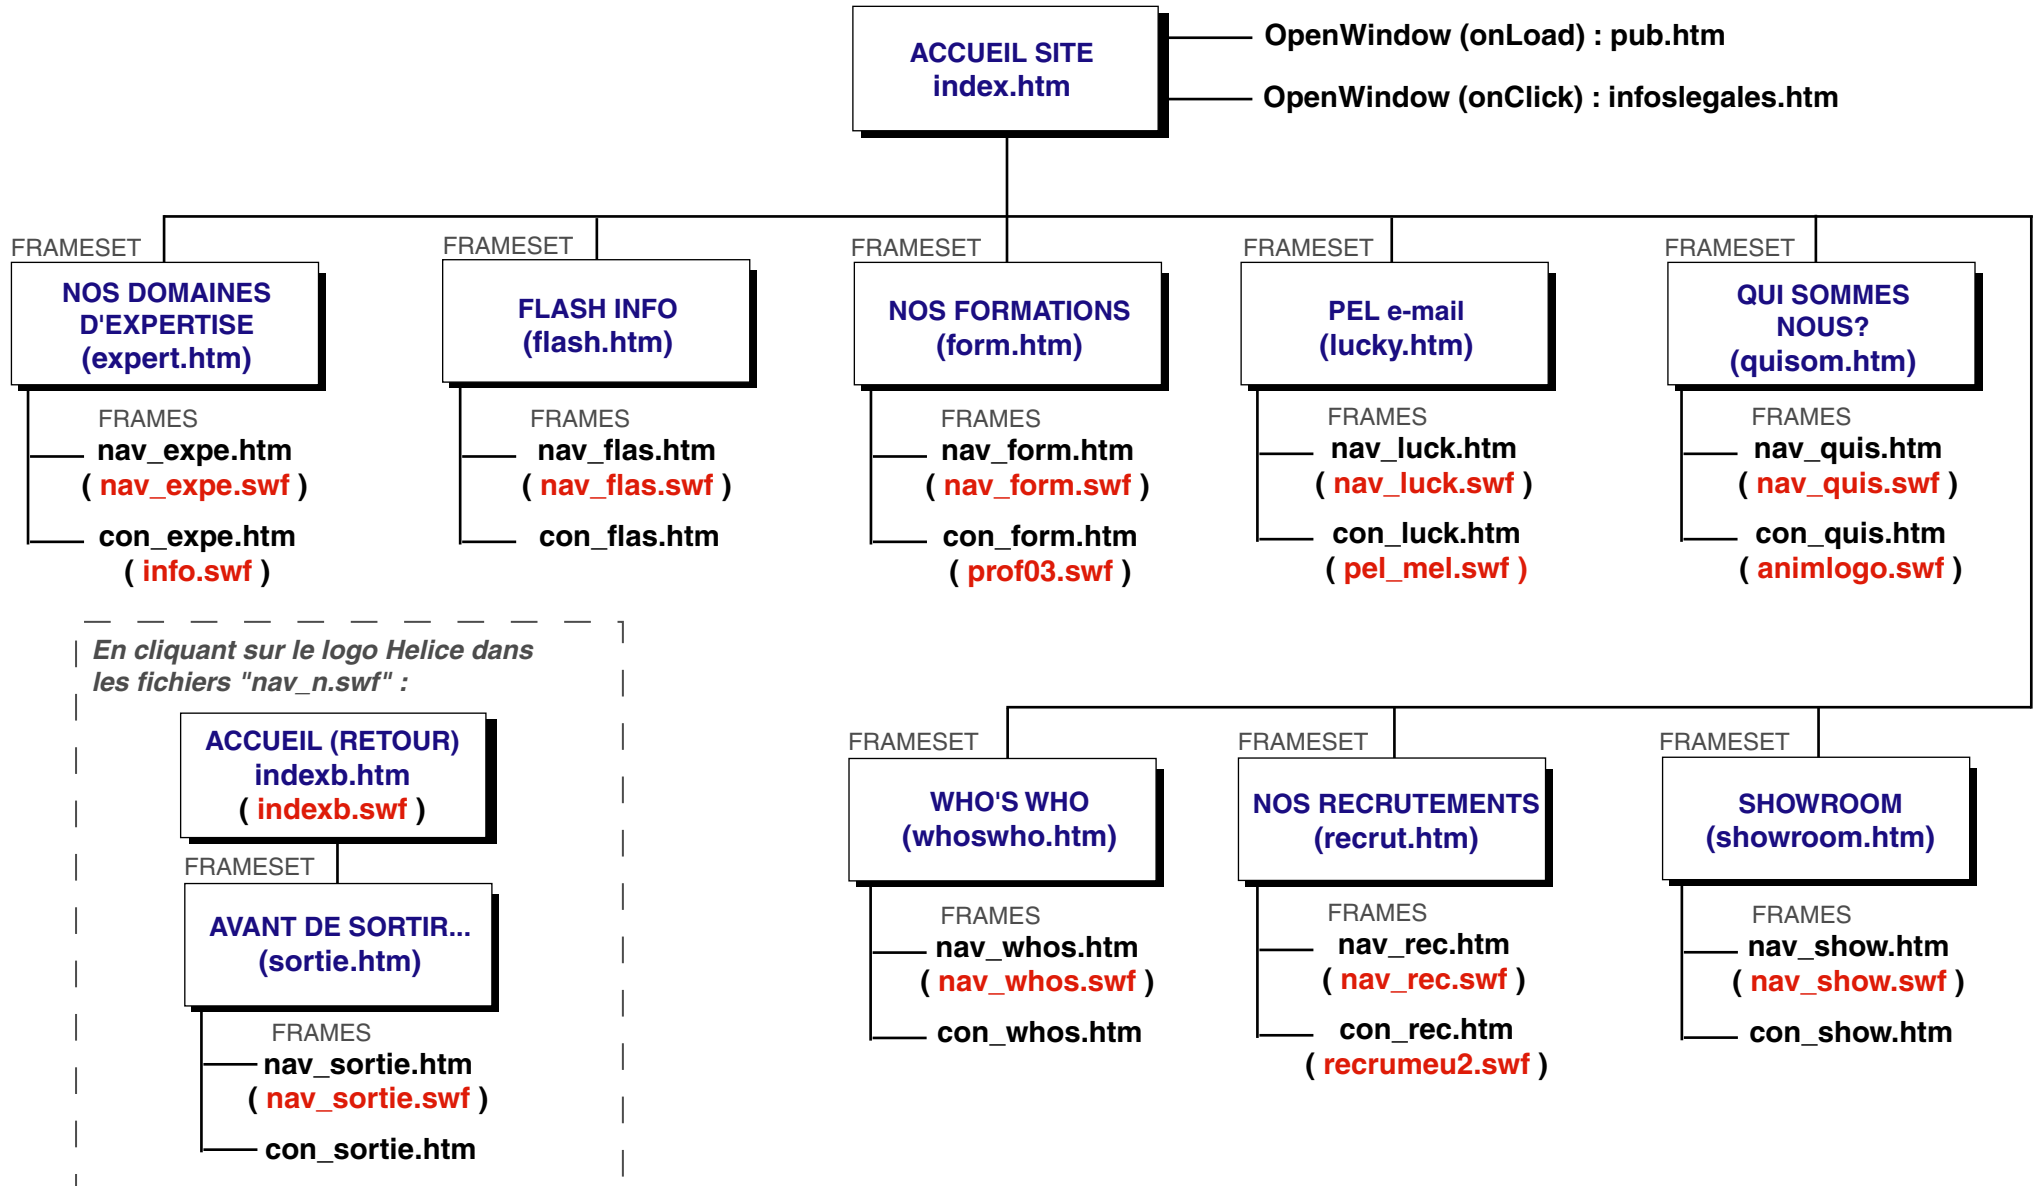 ACCUEIL SITE
index.htm
OpenWindow (onLoad) : pub.htm
OpenWindow (onClick) : infoslegales.htm
FRAMESET
NOS DOMAINES
D'EXPERTISE
(expert.htm)
FRAMES
nav_expe.htm
( nav_expe.swf )
con_expe.htm
( info.swf )
FRAMESET
FLASH INFO
(flash.htm)
FRAMES
nav_flas.htm
( nav_flas.swf )
con_flas.htm
FRAMESET
NOS FORMATIONS
(form.htm)
FRAMES
nav_form.htm
( nav_form.swf )
con_form.htm
( prof03.swf )
FRAMESET
PEL e-mail
(lucky.htm)
FRAMES
nav_luck.htm
( nav_luck.swf )
con_luck.htm
( pel_mel.swf )
FRAMESET
QUI SOMMES
NOUS?
(quisom.htm)
FRAMES
nav_quis.htm
( nav_quis.swf )
con_quis.htm
( animlogo.swf )
En cliquant sur le logo Helice dans
les fichiers "nav_n.swf" :
ACCUEIL (RETOUR)
indexb.htm
( indexb.swf )
FRAMESET
AVANT DE SORTIR...
(sortie.htm)
FRAMES
nav_sortie.htm
( nav_sortie.swf )
con_sortie.htm
FRAMESET
WHO'S WHO
(whoswho.htm)
FRAMES
nav_whos.htm
( nav_whos.swf )
con_whos.htm
FRAMESET
NOS RECRUTEMENTS
(recrut.htm)
FRAMES
nav_rec.htm
( nav_rec.swf )
con_rec.htm
( recrumeu2.swf )
FRAMESET
SHOWROOM
(showroom.htm)
FRAMES
nav_show.htm
( nav_show.swf )
con_show.htm